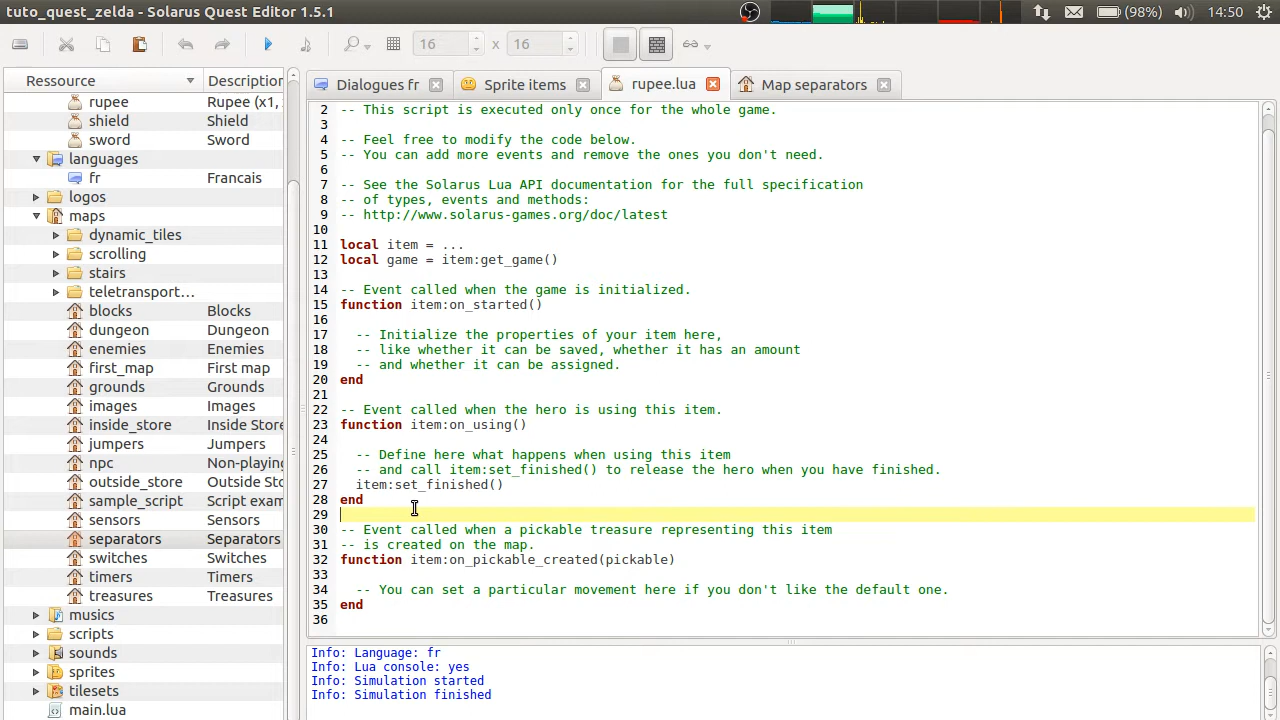 tuto_quest_zelda - Solarus Quest Editor 1.5.1
(98%)
14:50
16 x 16
Ressource Description
rupee Rupee (x1,
shield Shield
sword Sword
languages
fr Francais
logos
maps
dynamic_tiles
scrolling
stairs
teletransport...
blocks Blocks
dungeon Dungeon
enemies Enemies
first_map First map
grounds Grounds
images Images
inside_store Inside Store
jumpers Jumpers
npc Non-playing
outside_store Outside Store
sample_script Script exam
sensors Sensors
separators Separators
switches Switches
timers Timers
treasures Treasures
musics
scripts
sounds
sprites
tilesets
main.lua
Dialogues fr
Sprite items
rupee.lua
Map separators
2 -- This script is executed only once for the whole game.
3
4 -- Feel free to modify the code below.
5 -- You can add more events and remove the ones you don't need.
6
7 -- See the Solarus Lua API documentation for the full specification
8 -- of types, events and methods:
9 -- http://www.solarus-games.org/doc/latest
10
11 local item = ...
12 local game = item:get_game()
13
14 -- Event called when the game is initialized.
15 function item:on_started()
16
17 -- Initialize the properties of your item here,
18 -- like whether it can be saved, whether it has an amount
19 -- and whether it can be assigned.
20 end
21
22 -- Event called when the hero is using this item.
23 function item:on_using()
24
25 -- Define here what happens when using this item
26 -- and call item:set_finished() to release the hero when you have finished.
27 item:set_finished()
28 end
29
30 -- Event called when a pickable treasure representing this item
31 -- is created on the map.
32 function item:on_pickable_created(pickable)
33
34 -- You can set a particular movement here if you don't like the default one.
35 end
36
Info: Language: fr
Info: Lua console: yes
Info: Simulation started
Info: Simulation finished